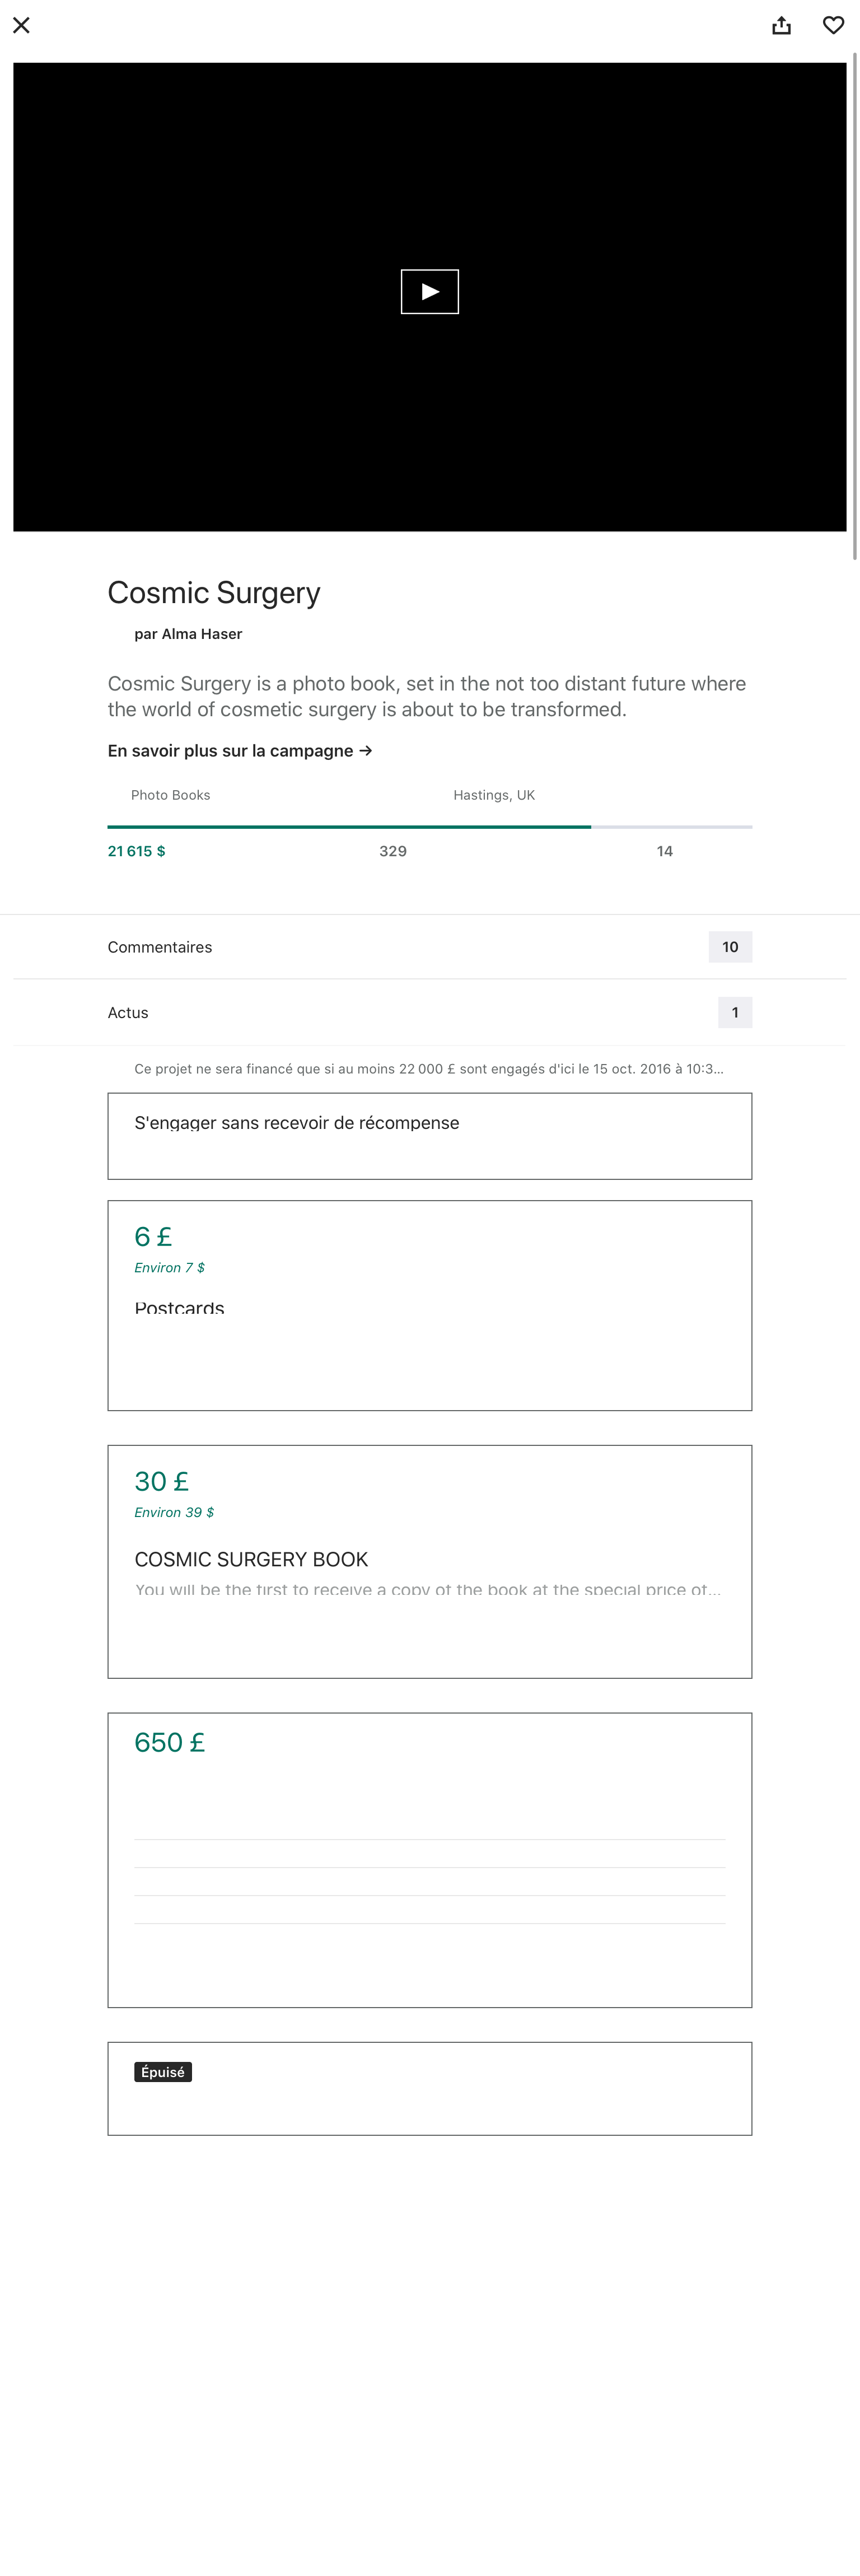 Cosmic Surgery
par Alma Haser
Cosmic Surgery is a photo book, set in the not too distant future where
the world of cosmetic surgery is about to be transformed.
En savoir plus sur la campagne →
Photo Books
Hastings, UK
21 615 $
329
14
Commentaires
10
Actus
1
Ce projet ne sera financé que si au moins 22 000 £ sont engagés d'ici le 15 oct. 2016 à 10:3...
S'engager sans recevoir de récompense
6 £
Environ 7 $
Postcards
30 £
Environ 39 $
COSMIC SURGERY BOOK
You will be the first to receive a copy of the book at the special price of...
650 £
Épuisé